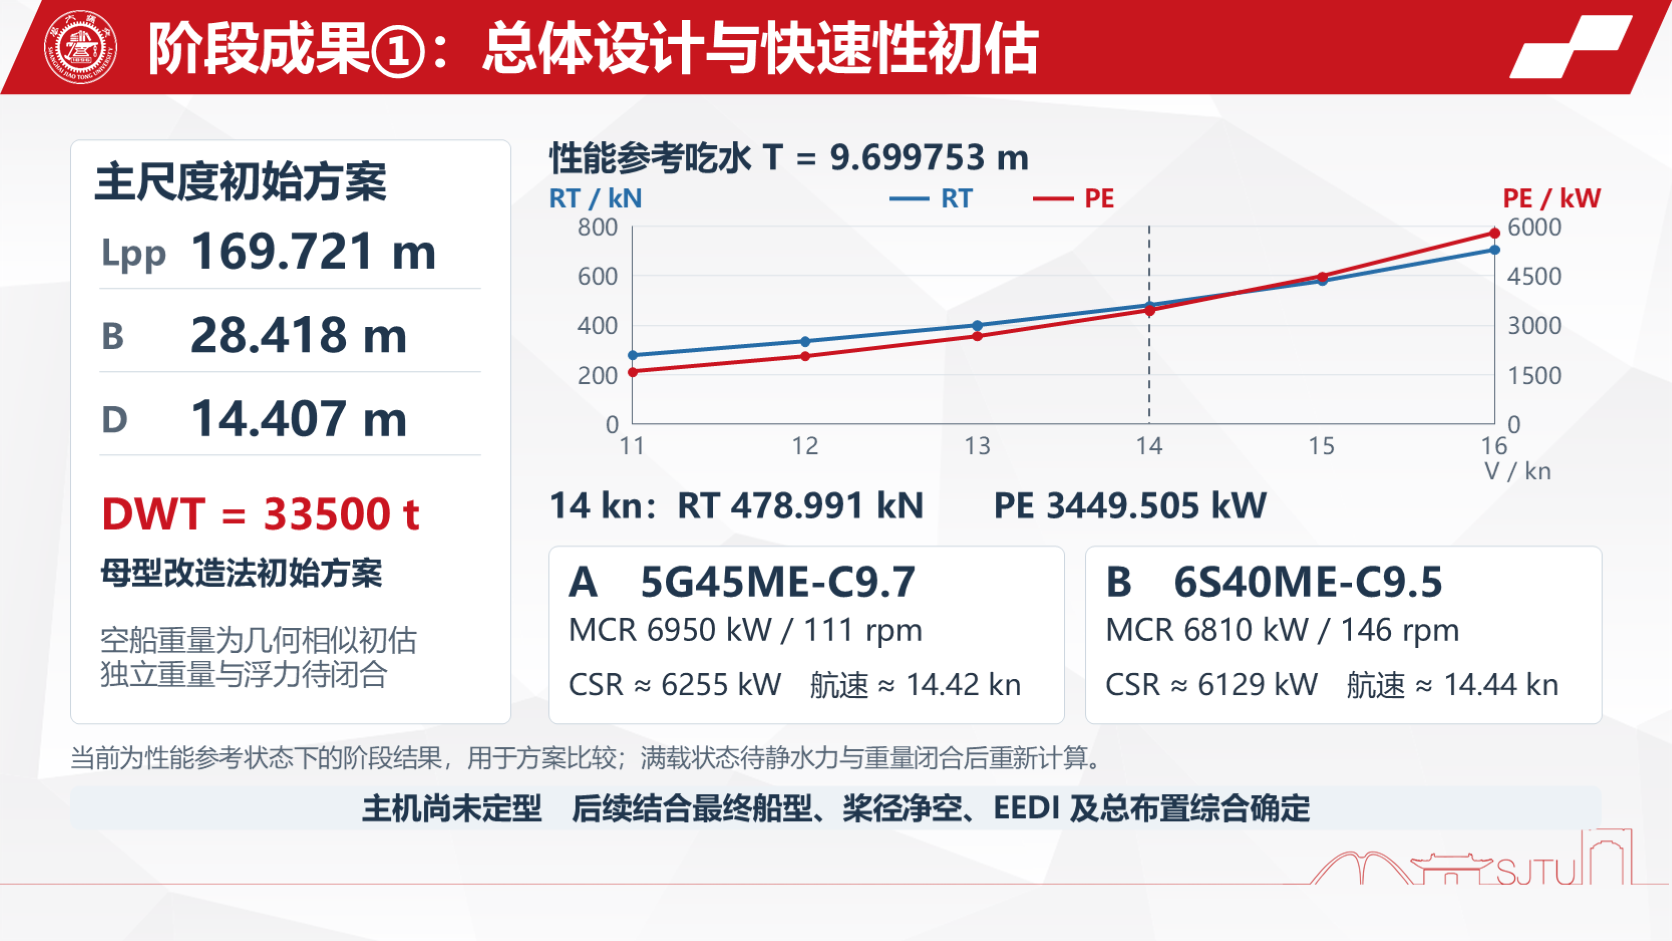 阶段成果①：总体设计与快速性初估
SHANGHAI JIAO TONG UNIVERSITY
主尺度初始方案
Lpp 169.721 m
B 28.418 m
D 14.407 m
DWT = 33500 t
母型改造法初始方案
空船重量为几何相似初估
独立重量与浮力待闭合
性能参考吃水 T = 9.699753 m
RT / kN RT PE PE / kW
800 6000
600 4500
400 3000
200 1500
0 0
11 12 13 14 15 16
V / kn
14 kn：RT 478.991 kN PE 3449.505 kW
A 5G45ME-C9.7
MCR 6950 kW / 111 rpm
CSR ≈ 6255 kW 航速 ≈ 14.42 kn
B 6S40ME-C9.5
MCR 6810 kW / 146 rpm
CSR ≈ 6129 kW 航速 ≈ 14.44 kn
当前为性能参考状态下的阶段结果，用于方案比较；满载状态待静水力与重量闭合后重新计算。
主机尚未定型 后续结合最终船型、桨径净空、EEDI 及总布置综合确定
SJTU